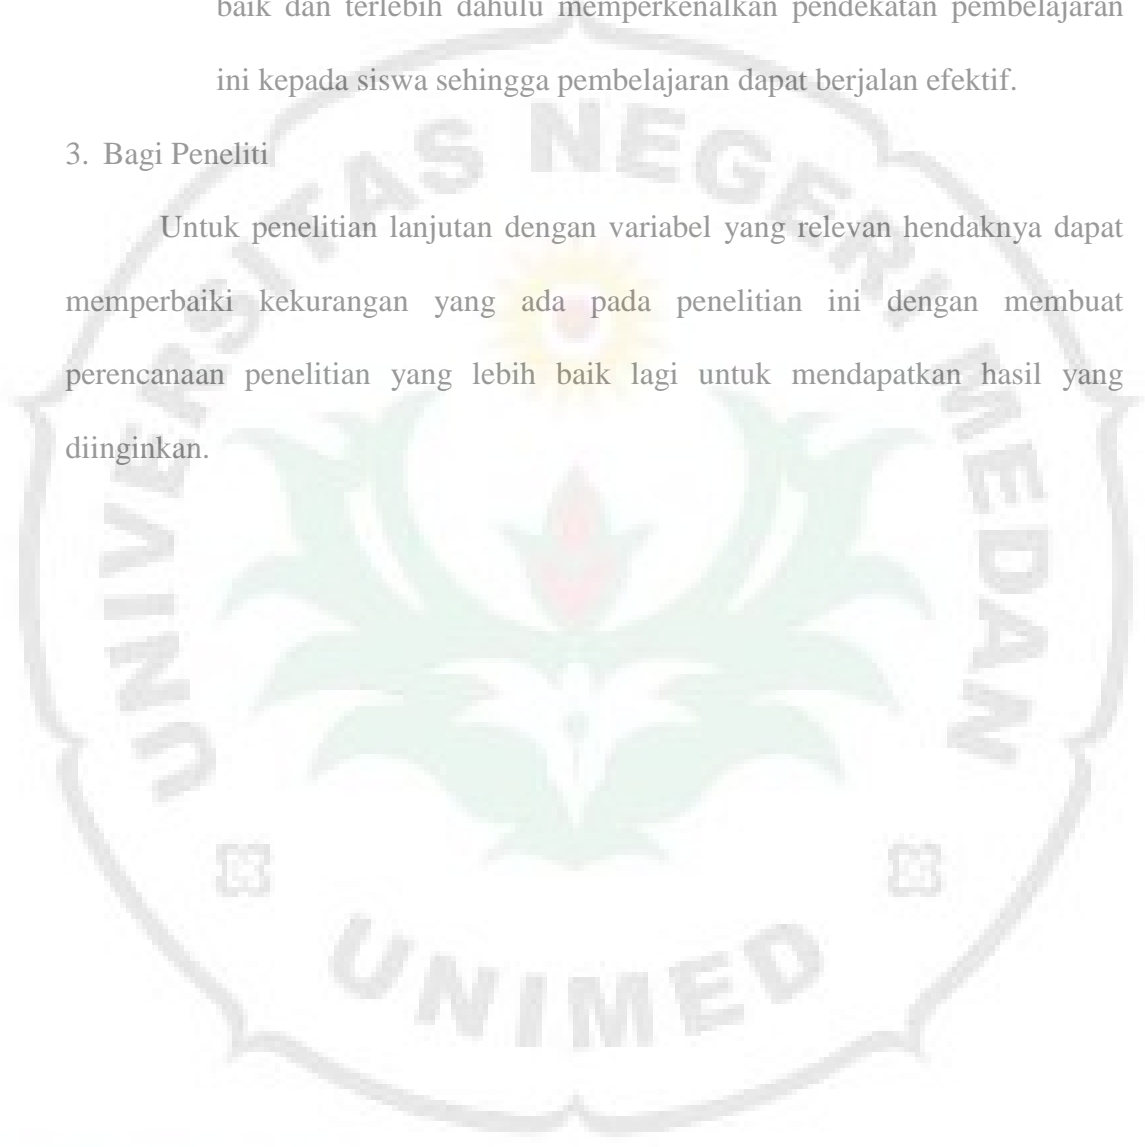 baik dan terlebih dahulu memperkenalkan pendekatan pembelajaran
ini kepada siswa sehingga pembelajaran dapat berjalan efektif.
3. Bagi Peneliti
Untuk penelitian lanjutan dengan variabel yang relevan hendaknya dapat
memperbaiki kekurangan yang ada pada penelitian ini dengan membuat
perencanaan penelitian yang lebih baik lagi untuk mendapatkan hasil yang
diinginkan.
UNIVERSITAS NEGERI MEDAN
UNIMED